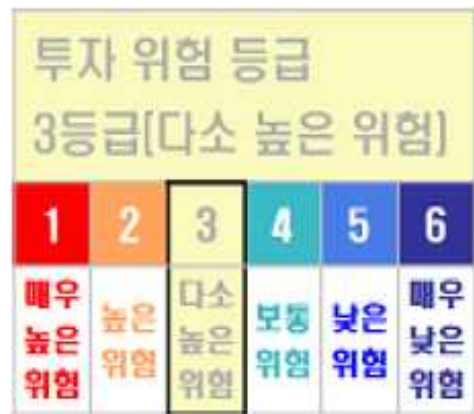 투자 위험 등급
3등급[다소 높은 위험]
1 2 3 4 5 6
매우 높은 위험
높은 위험
다소 높은 위험
보통 위험
낮은 위험
매우 낮은 위험